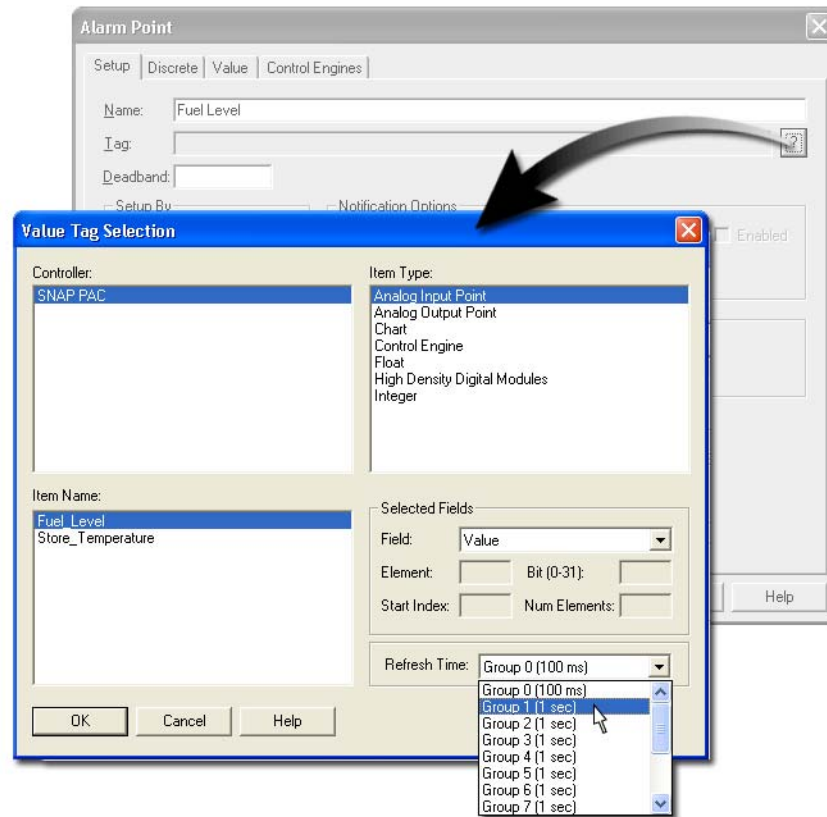 Alarm Point
Setup Discrete Value Control Engines
Name: Fuel Level
Tag:
Deadband:
Setup By Notification Options
Enabled
Value Tag Selection
Controller:
SNAP PAC
Item Type:
Analog Input Point
Analog Output Point
Chart
Control Engine
Float
High Density Digital Modules
Integer
Item Name:
Fuel_Level
Store_Temperature
Selected Fields
Field: Value
Element: Bit (0-31):
Start Index: Num Elements:
Refresh Time: Group 0 (100 ms)
Group 0 (100 ms)
Group 1 (1 sec)
Group 2 (1 sec)
Group 3 (1 sec)
Group 4 (1 sec)
Group 5 (1 sec)
Group 6 (1 sec)
Group 7 (1 sec)
OK Cancel Help
Help